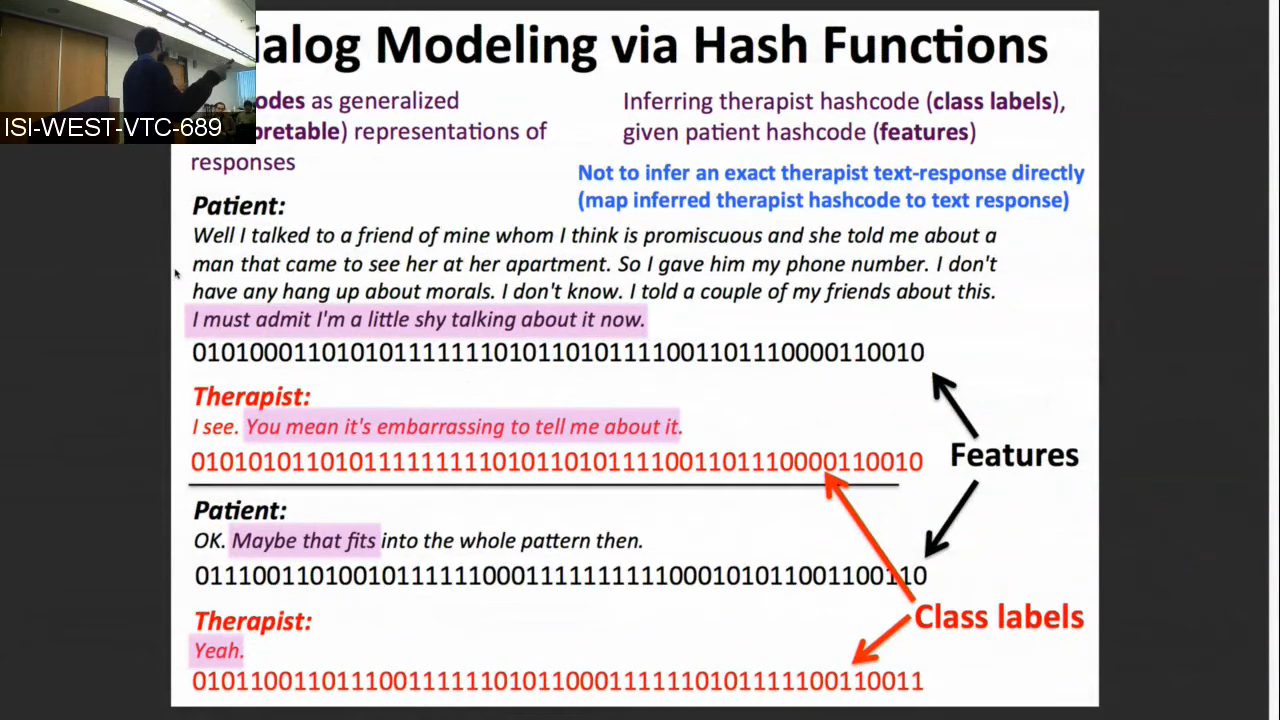 ialog Modeling via Hash Functions
ISI-WEST-VTC-689
odes as generalized
pretable) representations of
responses
Inferring therapist hashcode (class labels),
given patient hashcode (features)
Not to infer an exact therapist text-response directly
(map inferred therapist hashcode to text response)
Patient:
Well I talked to a friend of mine whom I think is promiscuous and she told me about a
man that came to see her at her apartment. So I gave him my phone number. I don't
have any hang up about morals. I don't know. I told a couple of my friends about this.
I must admit I'm a little shy talking about it now.
0101000110101011111110101101011110011011100001100​10
Therapist:
I see. You mean it's embarrassing to tell me about it.
0101010110101111111110101101011110011011100001100​10
Features
Patient:
OK. Maybe that fits into the whole pattern then.
0111001101001011111100011111111110001010110011001​10
Class labels
Therapist:
Yeah.
0101100110111001111110101100011111101011111001100​11